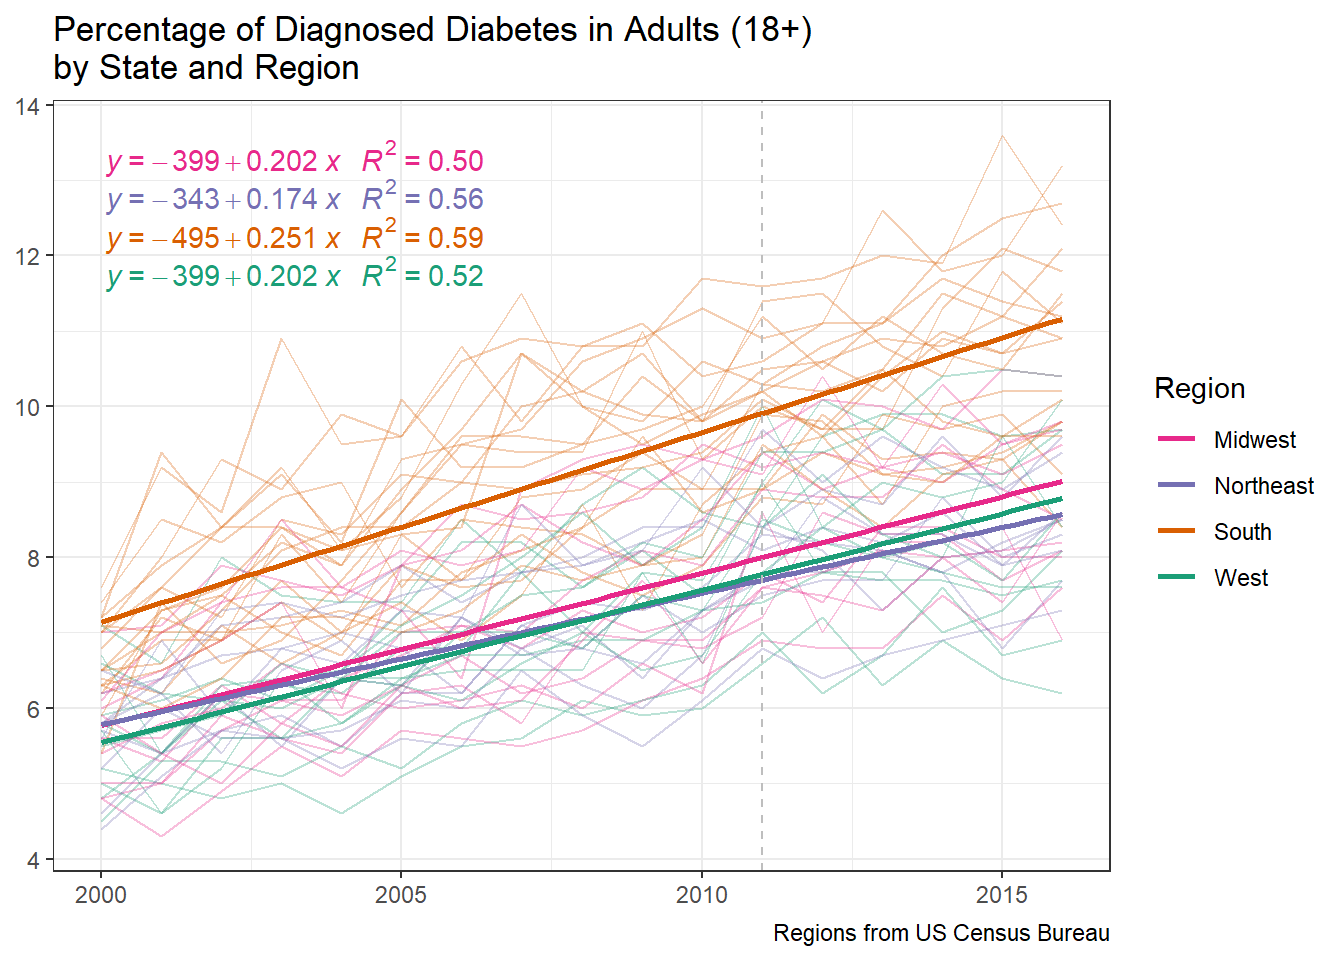 Percentage of Diagnosed Diabetes in Adults (18+)
by State and Region
14
12
10
8
6
4
y = −399 + 0.202 x R² = 0.50
y = −343 + 0.174 x R² = 0.56
y = −495 + 0.251 x R² = 0.59
y = −399 + 0.202 x R² = 0.52
2000
2005
2010
2015
Region
Midwest
Northeast
South
West
Regions from US Census Bureau